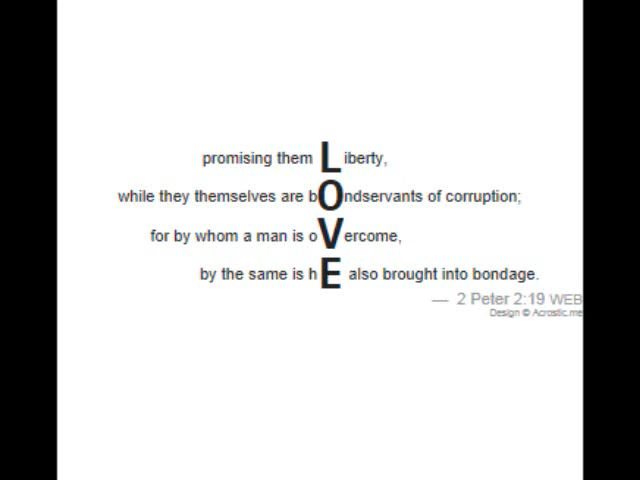 promising them Liberty,
while they themselves are bOndservants of corruption;
for by whom a man is oVercome,
by the same is hE also brought into bondage.
— 2 Peter 2:19 WEB
Design © Acrostic.me